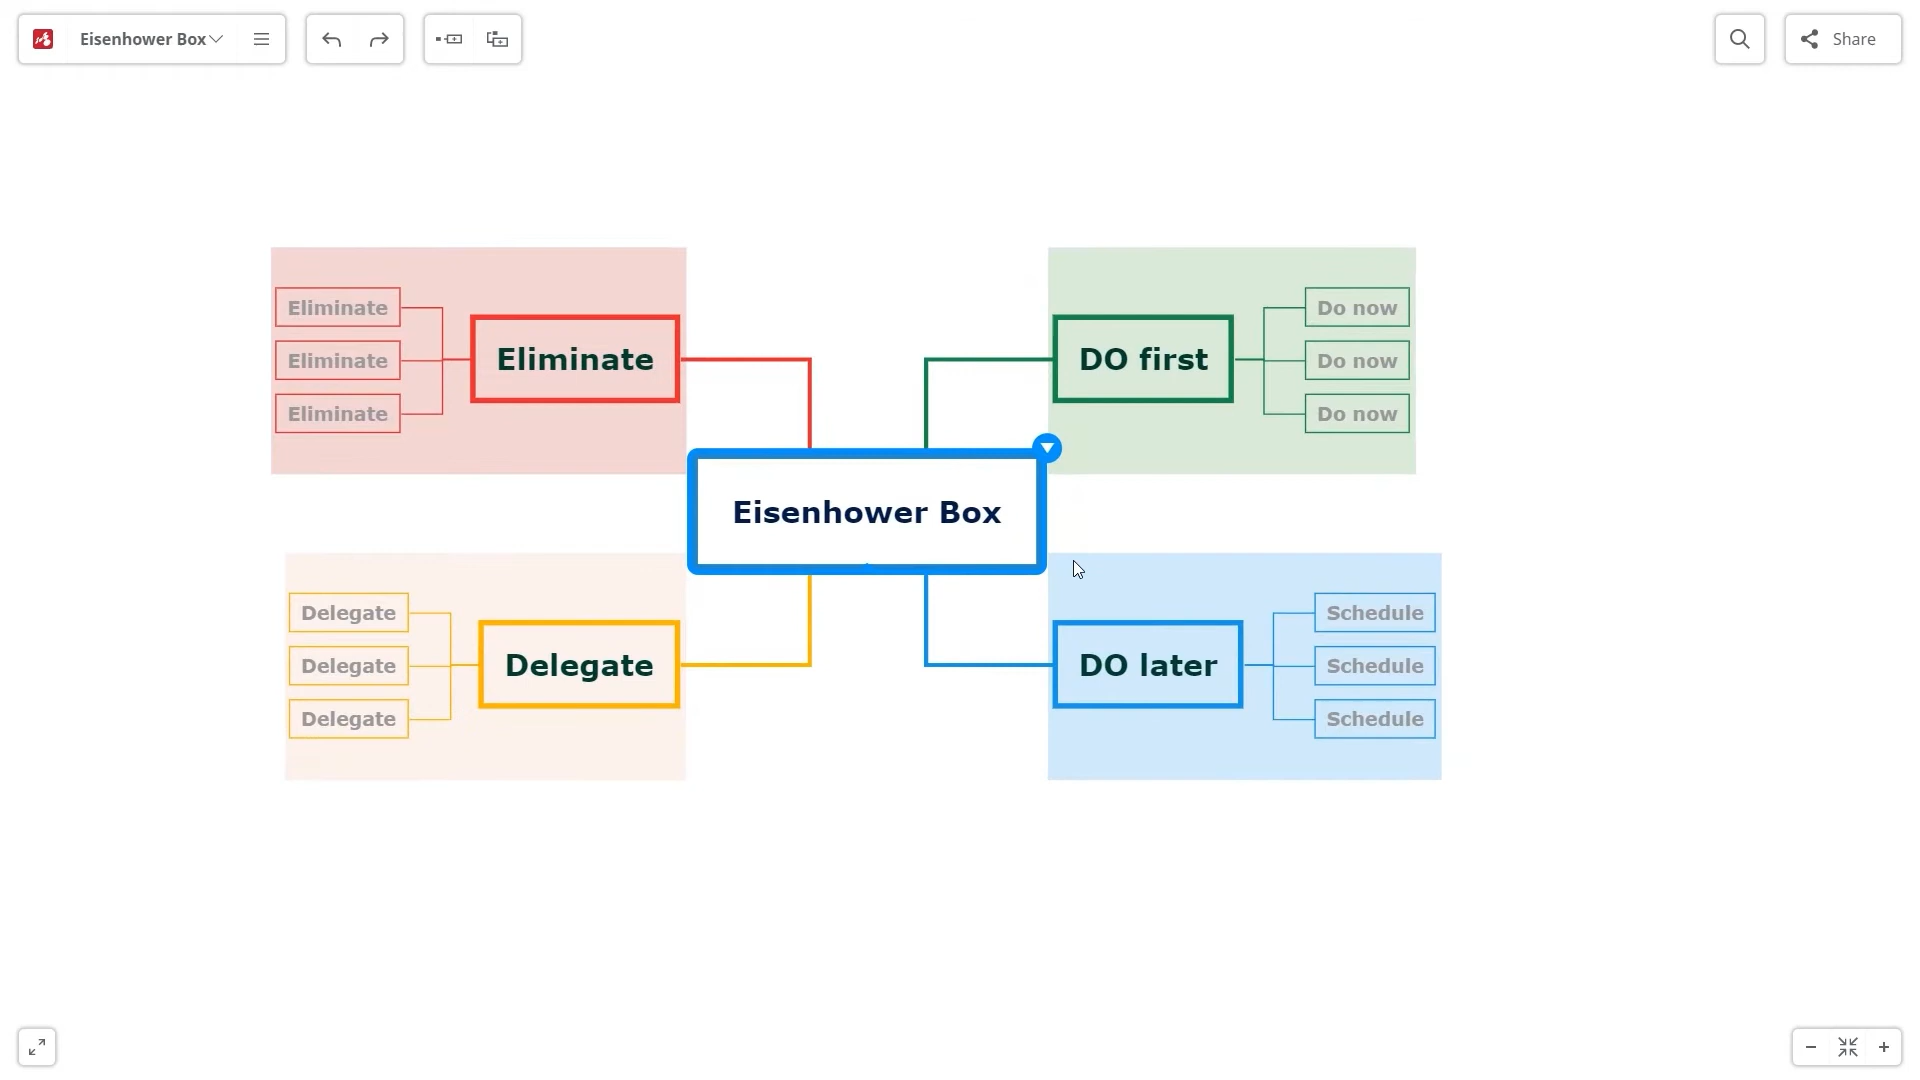 Eisenhower Box
Share
Eliminate
Eliminate
Eliminate
Eliminate
DO first
Do now
Do now
Do now
Eisenhower Box
Delegate
Delegate
Delegate
Delegate
DO later
Schedule
Schedule
Schedule